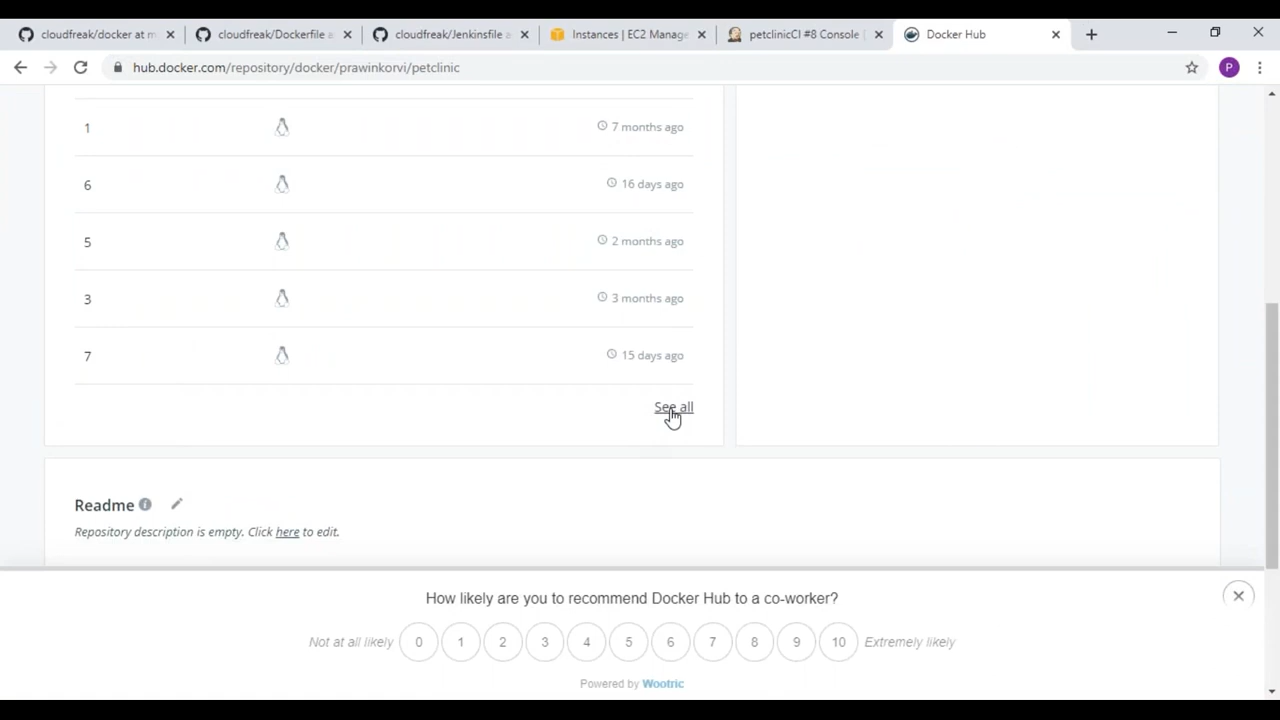 cloudfreak/docker at m
cloudfreak/Dockerfile a
cloudfreak/Jenkinsfile a
Instances | EC2 Manage
petclinicCI #8 Console
Docker Hub
hub.docker.com/repository/docker/prawinkorvi/petclinic
P
1 7 months ago
6 16 days ago
5 2 months ago
3 3 months ago
7 15 days ago
See all
Readme
Repository description is empty. Click here to edit.
How likely are you to recommend Docker Hub to a co-worker?
Not at all likely 0 1 2 3 4 5 6 7 8 9 10 Extremely likely
Powered by Wootric